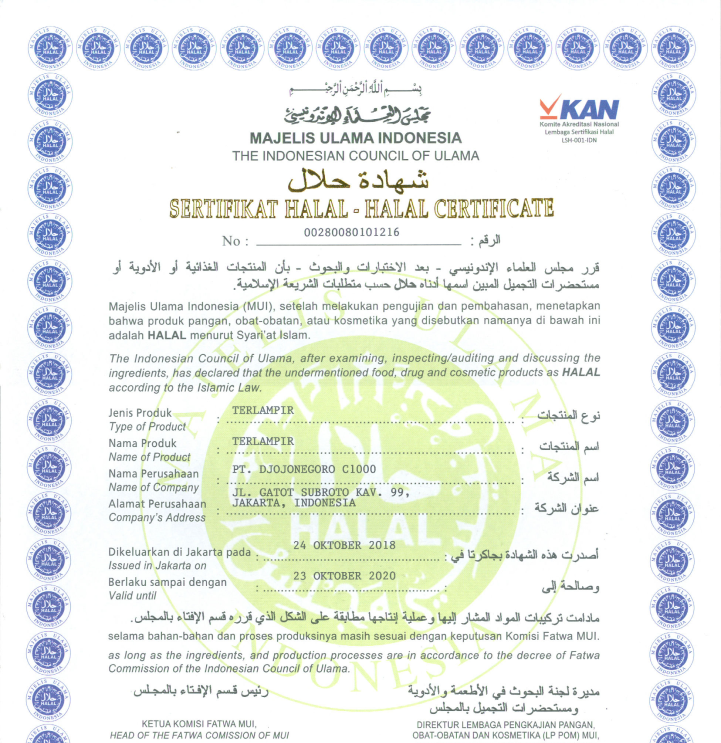 بِسْــــمِ اللَّهِ الرَّحْمَنِ الرَّحِيْــــمِ
مجلس العلماء الإندونيسي
MAJELIS ULAMA INDONESIA
THE INDONESIAN COUNCIL OF ULAMA
KAN
Komite Akreditasi Nasional
Lembaga Sertifikasi Halal
LSH-001-IDN
شهادة حلال
SERTIFIKAT HALAL - HALAL CERTIFICATE
No : 00280080101216 الرقم :
قرر مجلس العلماء الإندونيسي - بعد الاختبارات والبحوث - بأن المنتجات الغذائية أو الأدوية أو
مستحضرات التجميل المبين اسمها أدناه حلال حسب متطلبات الشريعة الإسلامية.
Majelis Ulama Indonesia (MUI), setelah melakukan pengujian dan pembahasan, menetapkan
bahwa produk pangan, obat-obatan, atau kosmetika yang disebutkan namanya di bawah ini
adalah HALAL menurut Syari'at Islam.
The Indonesian Council of Ulama, after examining, inspecting/auditing and discussing the
ingredients, has declared that the undermentioned food, drug and cosmetic products as HALAL
according to the Islamic Law.
Jenis Produk : TERLAMPIR : نوع المنتجات
Type of Product
Nama Produk : TERLAMPIR : اسم المنتجات
Name of Product
Nama Perusahaan : PT. DJOJONEGORO C1000 : اسم الشركة
Name of Company
JL. GATOT SUBROTO KAV. 99,
Alamat Perusahaan : JAKARTA, INDONESIA : عنوان الشركة
Company's Address
Dikeluarkan di Jakarta pada : 24 OKTOBER 2018 : أصدرت هذه الشهادة بجاكرتا في
Issued in Jakarta on
Berlaku sampai dengan : 23 OKTOBER 2020 : وصالحة إلى
Valid until
مادامت تركيبات المواد المشار إليها وعملية إنتاجها مطابقة على الشكل الذي قرره قسم الإفتاء بالمجلس.
selama bahan-bahan dan proses produksinya masih sesuai dengan keputusan Komisi Fatwa MUI.
as long as the ingredients, and production processes are in accordance to the decree of Fatwa
Commission of the Indonesian Council of Ulama.
رئيس قسم الإفتاء بالمجلس
مديرة لجنة البحوث في الأطعمة والأدوية
ومستحضرات التجميل بالمجلس
KETUA KOMISI FATWA MUI,
HEAD OF THE FATWA COMISSION OF MUI
DIREKTUR LEMBAGA PENGKAJIAN PANGAN,
OBAT-OBATAN DAN KOSMETIKA (LP POM) MUI,
MAJELIS ULAMA INDONESIA
HALAL